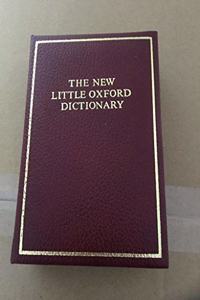 THE NEW
LITTLE OXFORD
DICTIONARY